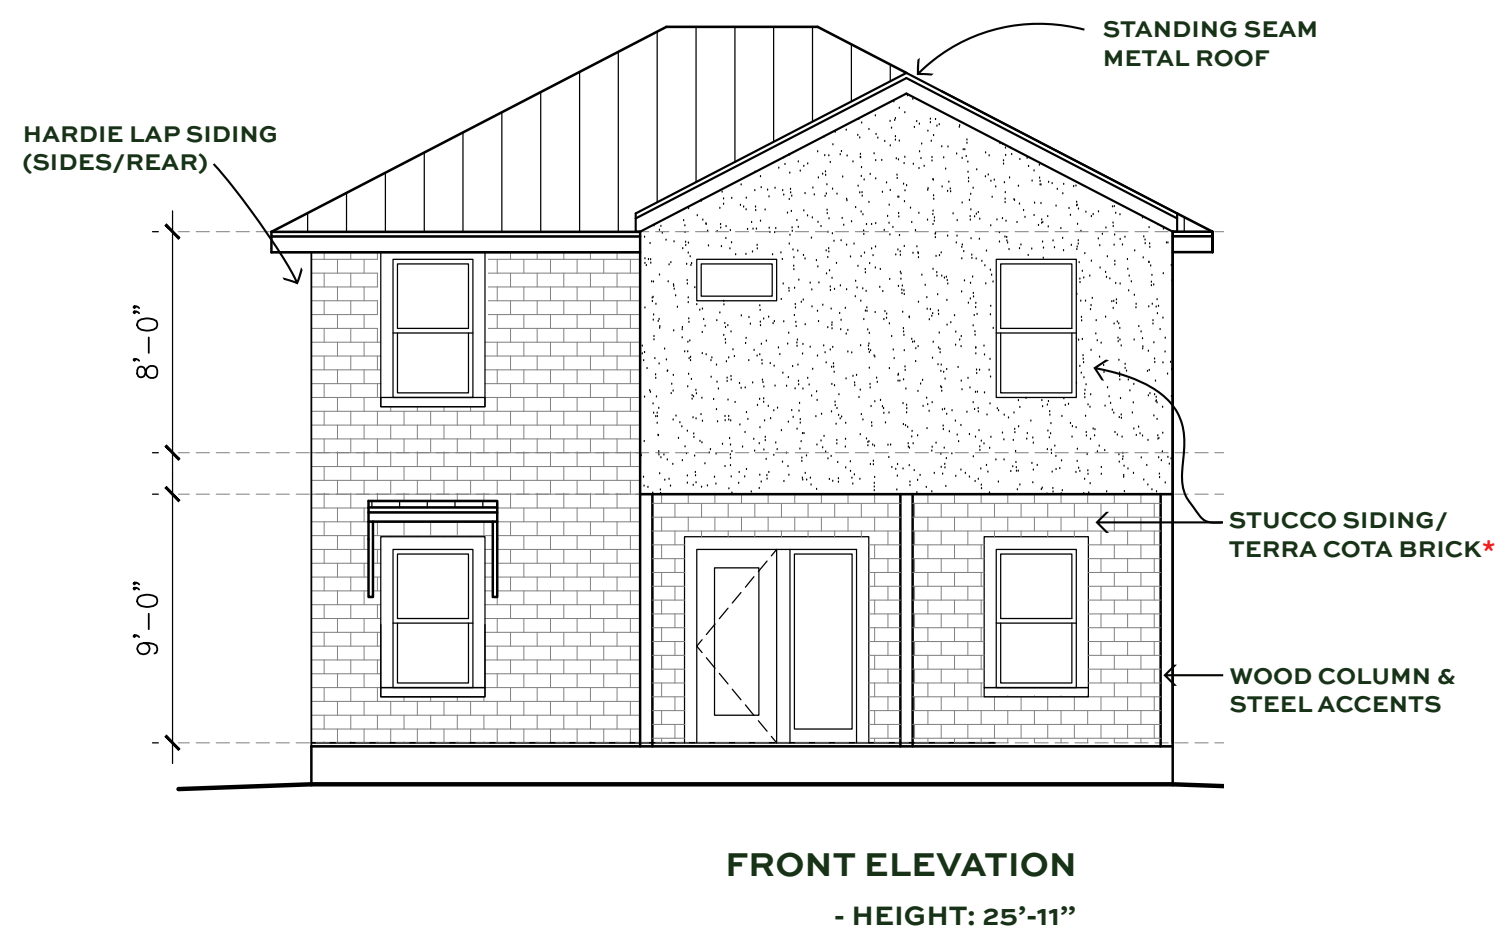 STANDING SEAM
METAL ROOF
HARDIE LAP SIDING
(SIDES/REAR)
8'-0"
9'-0"
STUCCO SIDING/
TERRA COTA BRICK*
WOOD COLUMN &
STEEL ACCENTS
FRONT ELEVATION
- HEIGHT: 25'-11"